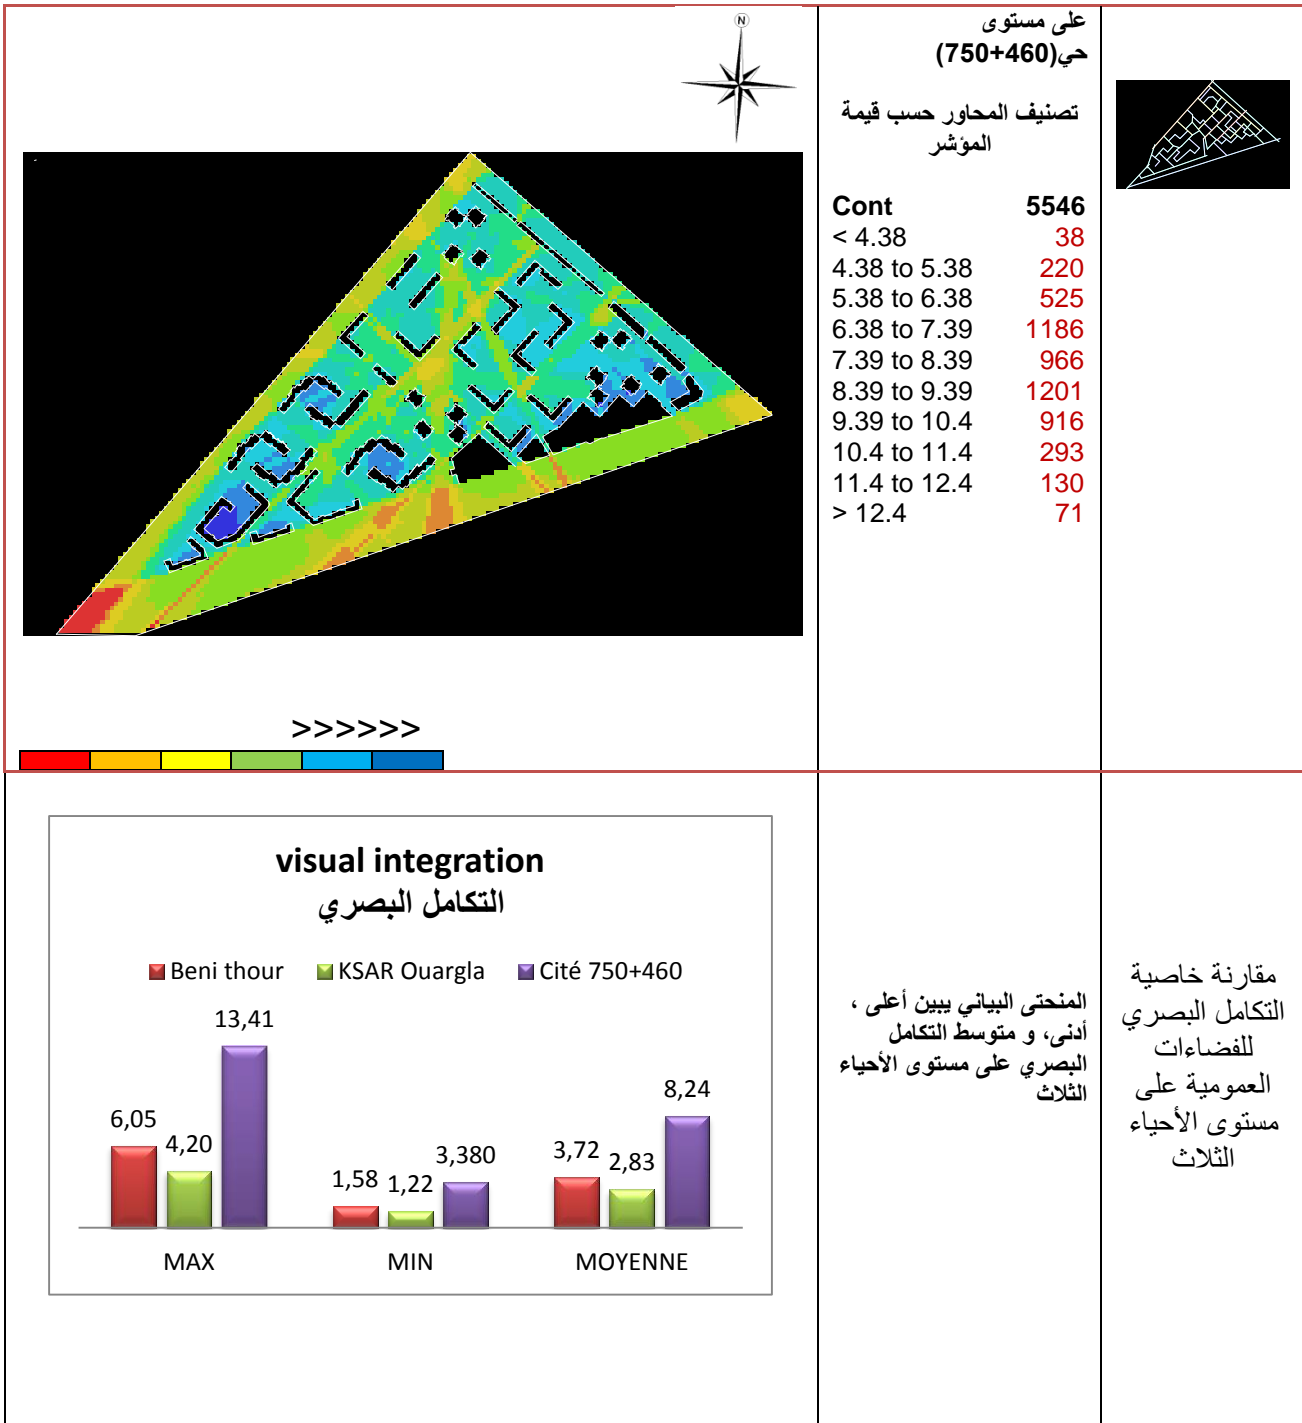 N
على مستوى
حي(460+750)
تصنيف المحاور حسب قيمة
المؤشر
Cont 5546
< 4.38 38
4.38 to 5.38 220
5.38 to 6.38 525
6.38 to 7.39 1186
7.39 to 8.39 966
8.39 to 9.39 1201
9.39 to 10.4 916
10.4 to 11.4 293
11.4 to 12.4 130
> 12.4 71
>>>>>>
visual integration
التكامل البصري
Beni thour KSAR Ouargla Cité 750+460
13,41
6,05
4,20
1,58
1,22
3,380
3,72
2,83
8,24
MAX MIN MOYENNE
المنحتى البياني يبين أعلى ،
أدنى، و متوسط التكامل
البصري على مستوى الأحياء
الثلاث
مقارنة خاصية
التكامل البصري
للفضاءات
العمومية على
مستوى الأحياء
الثلاث